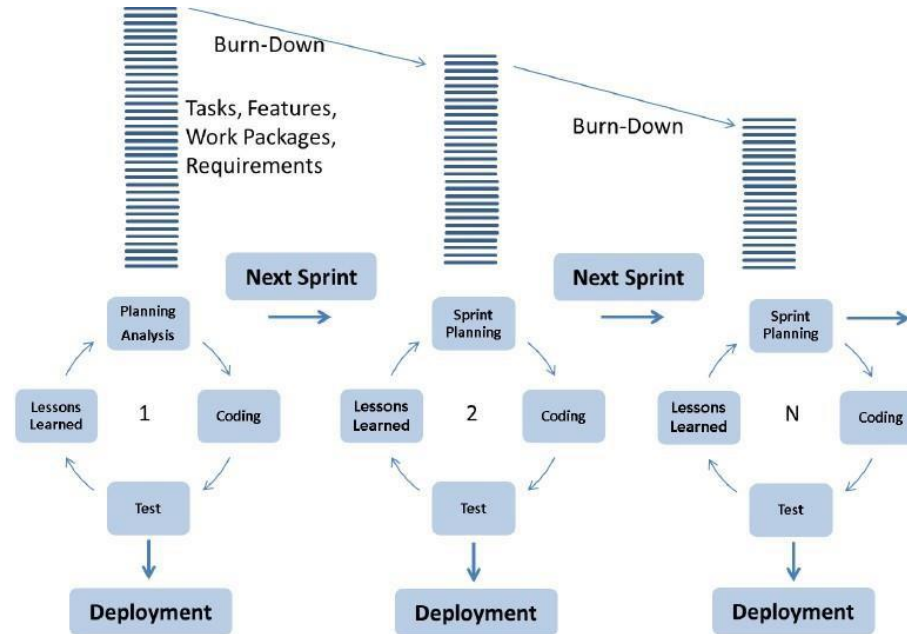 Burn-Down
Tasks, Features,
Work Packages,
Requirements
Burn-Down
Next Sprint
Next Sprint
Planning
Analysis
Lessons
Learned
1
Coding
Test
Deployment
Sprint
Planning
Lessons
Learned
2
Coding
Test
Deployment
Sprint
Planning
Lessons
Learned
N
Coding
Test
Deployment